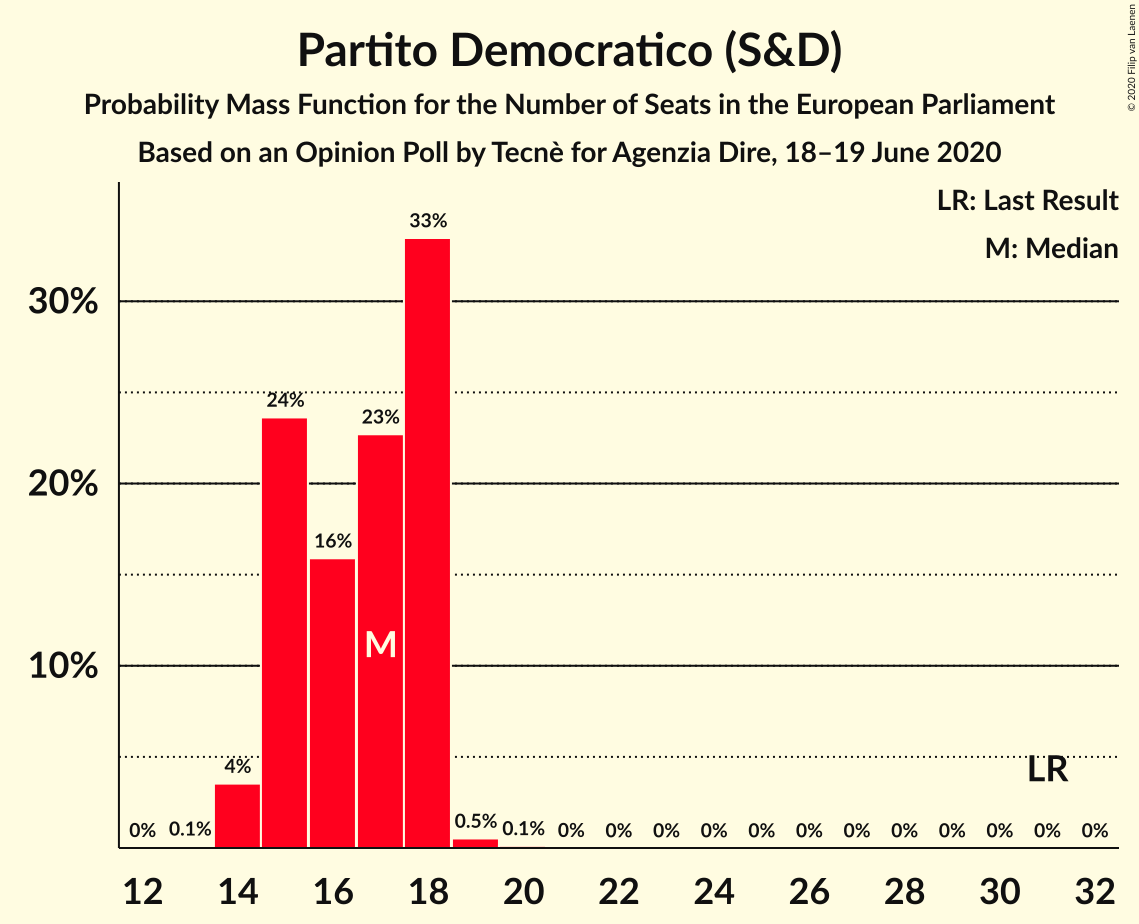 Partito Democratico (S&D)
Probability Mass Function for the Number of Seats in the European Parliament
Based on an Opinion Poll by Tecnè for Agenzia Dire, 18–19 June 2020
© 2020 Filip van Laenen
LR: Last Result
M: Median
30%
20%
10%
0% 0.1% 4% 24% 16% 23% 33% 0.5% 0.1% 0% 0% 0% 0% 0% 0% 0% 0% 0% 0% 0% 0%
M
LR
12 14 16 18 20 22 24 26 28 30 32